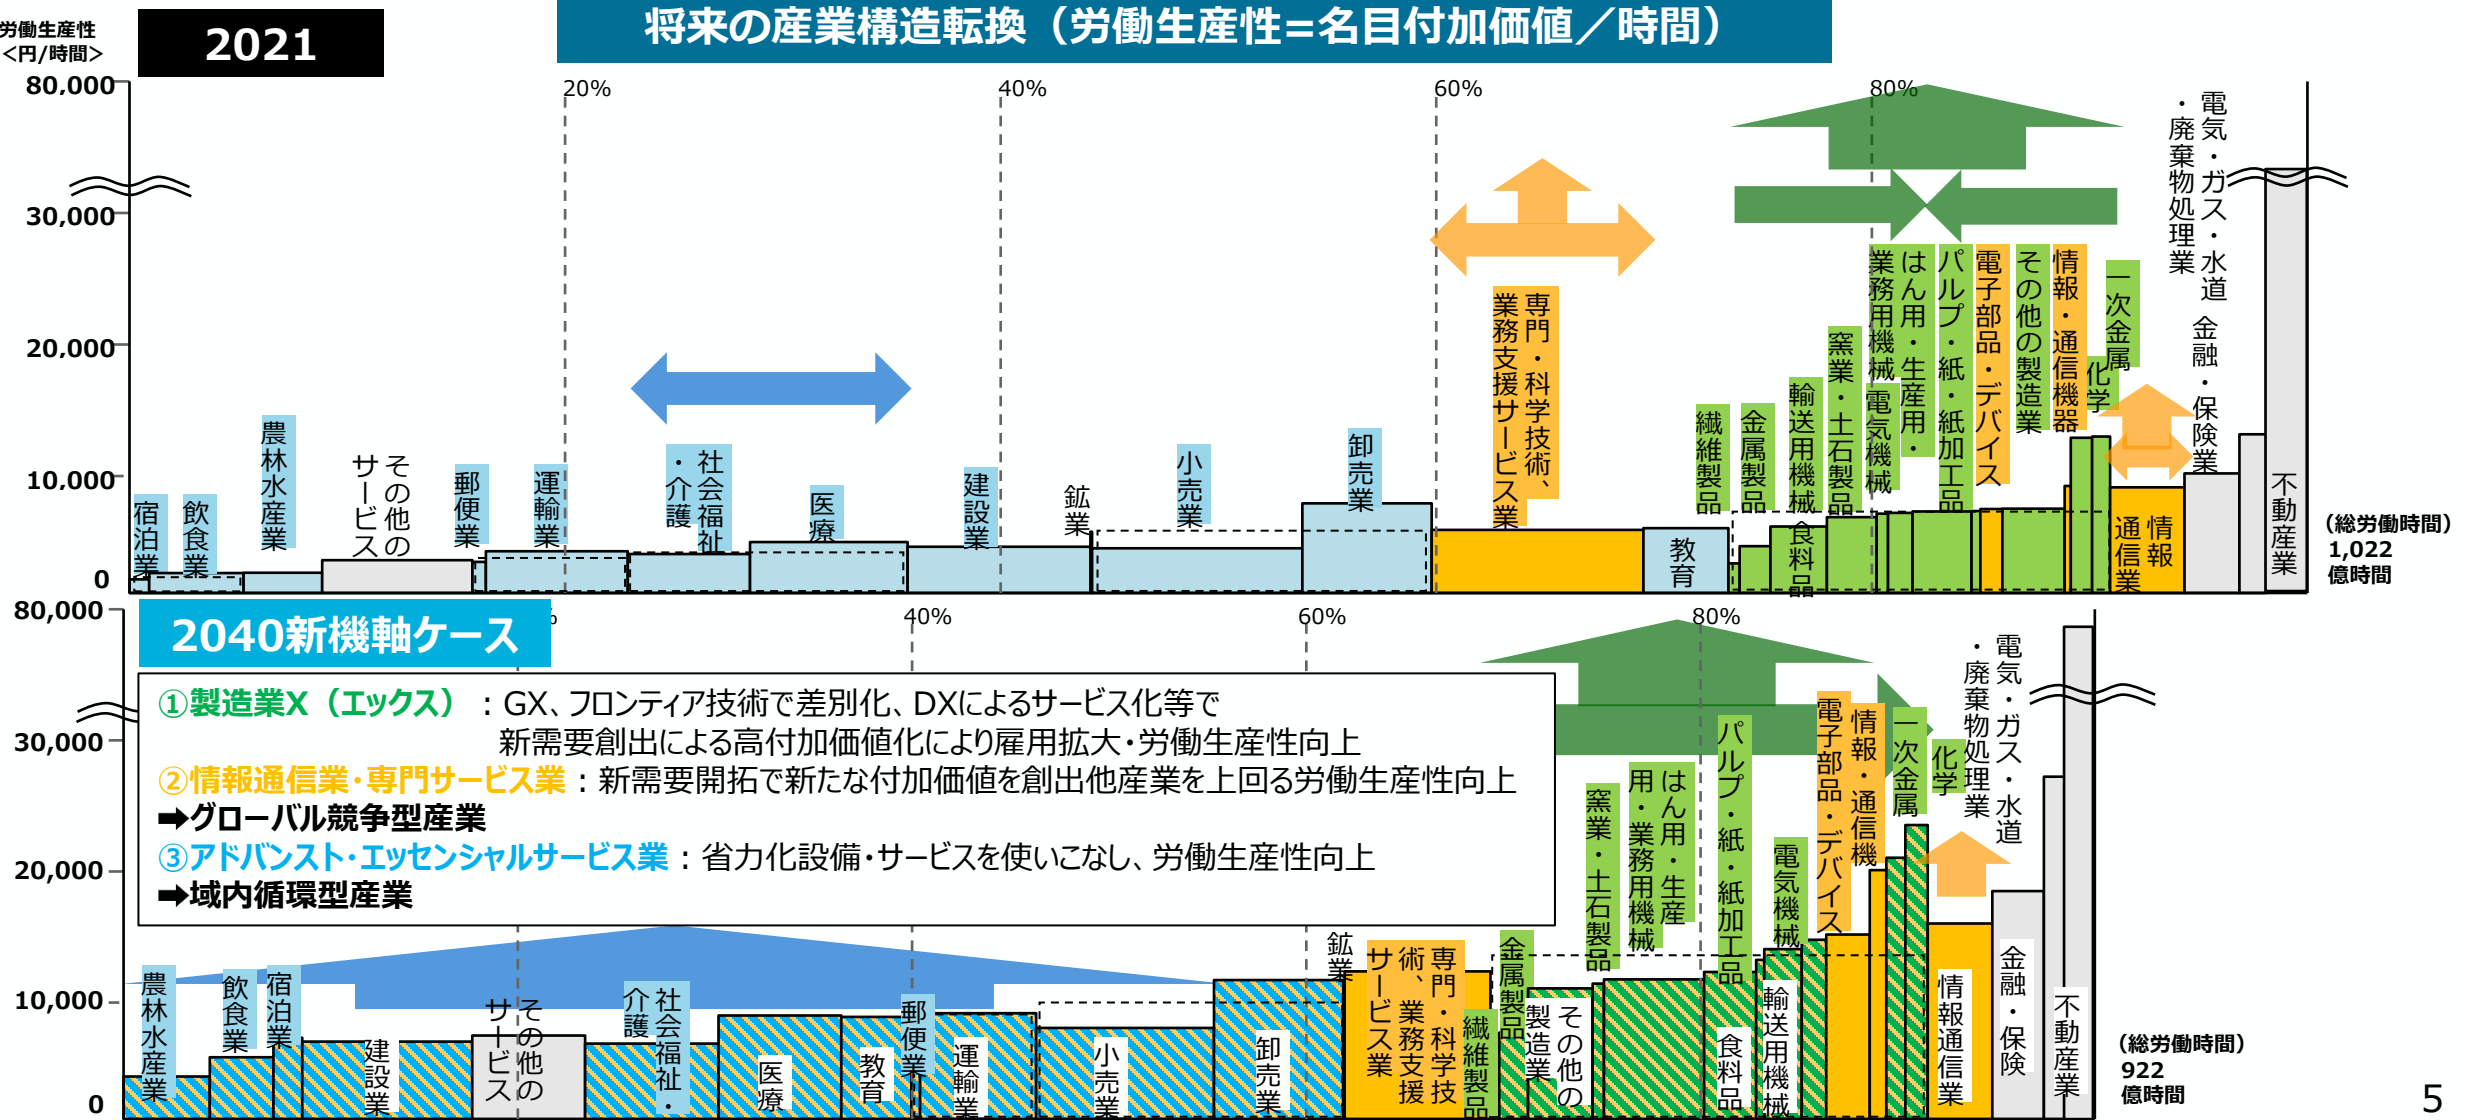 労働生産性
＜円/時間＞
2021
将来の産業構造転換（労働生産性=名目付加価値／時間）
80,000
30,000
20,000
10,000
0
20%
40%
60%
80%
宿泊業
飲食業
農林水産業
その他の
サービス
郵便業
運輸業
社会福祉
・介護
医療
建設業
鉱業
小売業
卸売業
専門・科学技術、
業務支援サービス業
教育
繊維製品
金属製品
輸送用機械
食料品
窯業・土石製品
電気機械
はん用・生産用・
業務用機械
パルプ・紙・紙加工品
電子部品・デバイス
その他の製造業
情報・通信機器
化学
一次金属
情報
通信業
金融・保険業
電気・ガス・水道
・廃棄物処理業
不動産業
（総労働時間）
1,022
億時間
2040新機軸ケース
80,000
30,000
20,000
10,000
0
%
40%
60%
80%
①製造業X（エックス）：GX、フロンティア技術で差別化、DXによるサービス化等で
新需要創出による高付加価値化により雇用拡大・労働生産性向上
②情報通信業・専門サービス業：新需要開拓で新たな付加価値を創出他産業を上回る労働生産性向上
➡グローバル競争型産業
③アドバンスト・エッセンシャルサービス業：省力化設備・サービスを使いこなし、労働生産性向上
➡域内循環型産業
農林水産業
飲食業
宿泊業
建設業
その他の
サービス
社会福祉・
介護
医療
教育
郵便業
運輸業
小売業
卸売業
鉱業
専門・科学技
術、業務支援
サービス業
繊維製品
金属製品
その他の
製造業
窯業・土石製品
はん用・生産
用・業務用機械
パルプ・紙・紙加工品
食料品
輸送用機械
電気機械
電子部品・デバイス
情報・通信機
一次金属
化学
情報通信業
金融・保険
電気・ガス・水道
・廃棄物処理業
不動産業
（総労働時間）
922
億時間
5